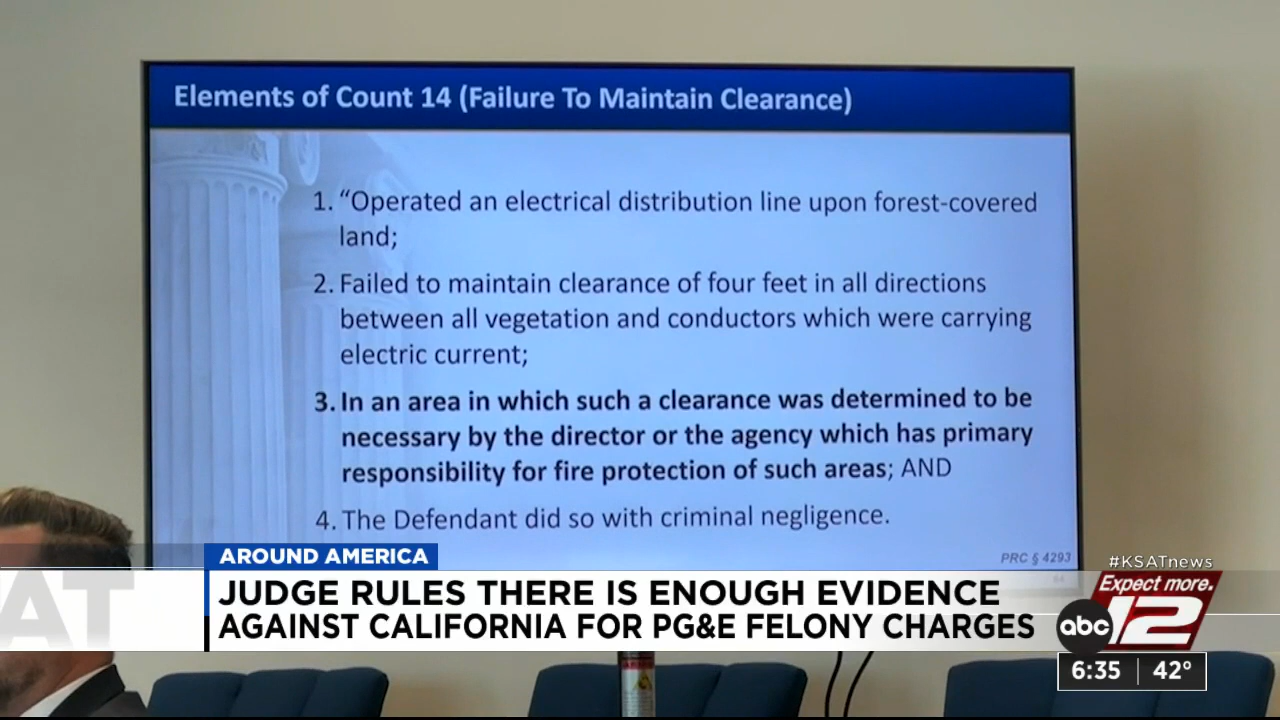 Elements of Count 14 (Failure To Maintain Clearance)
1. “Operated an electrical distribution line upon forest-covered
land;
2. Failed to maintain clearance of four feet in all directions
between all vegetation and conductors which were carrying
electric current;
3. In an area in which such a clearance was determined to be
necessary by the director or the agency which has primary
responsibility for fire protection of such areas; AND
4. The Defendant did so with criminal negligence.
PRC § 4293
AROUND AMERICA
#KSATnews
JUDGE RULES THERE IS ENOUGH EVIDENCE
AGAINST CALIFORNIA FOR PG&E FELONY CHARGES
Expect more.
abc 12
6:35 42°
AT